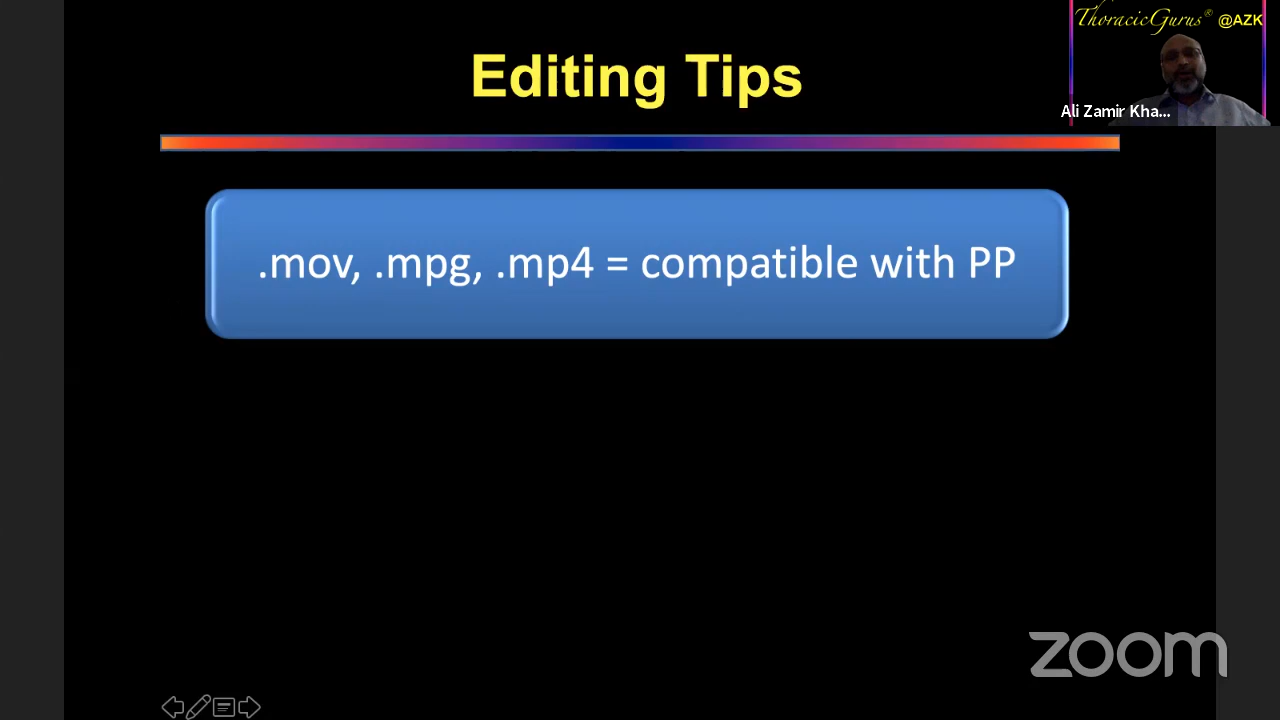 ThoracicGurus® @AZK
Editing Tips
Ali Zamir Kha...
.mov, .mpg, .mp4 = compatible with PP
zoom